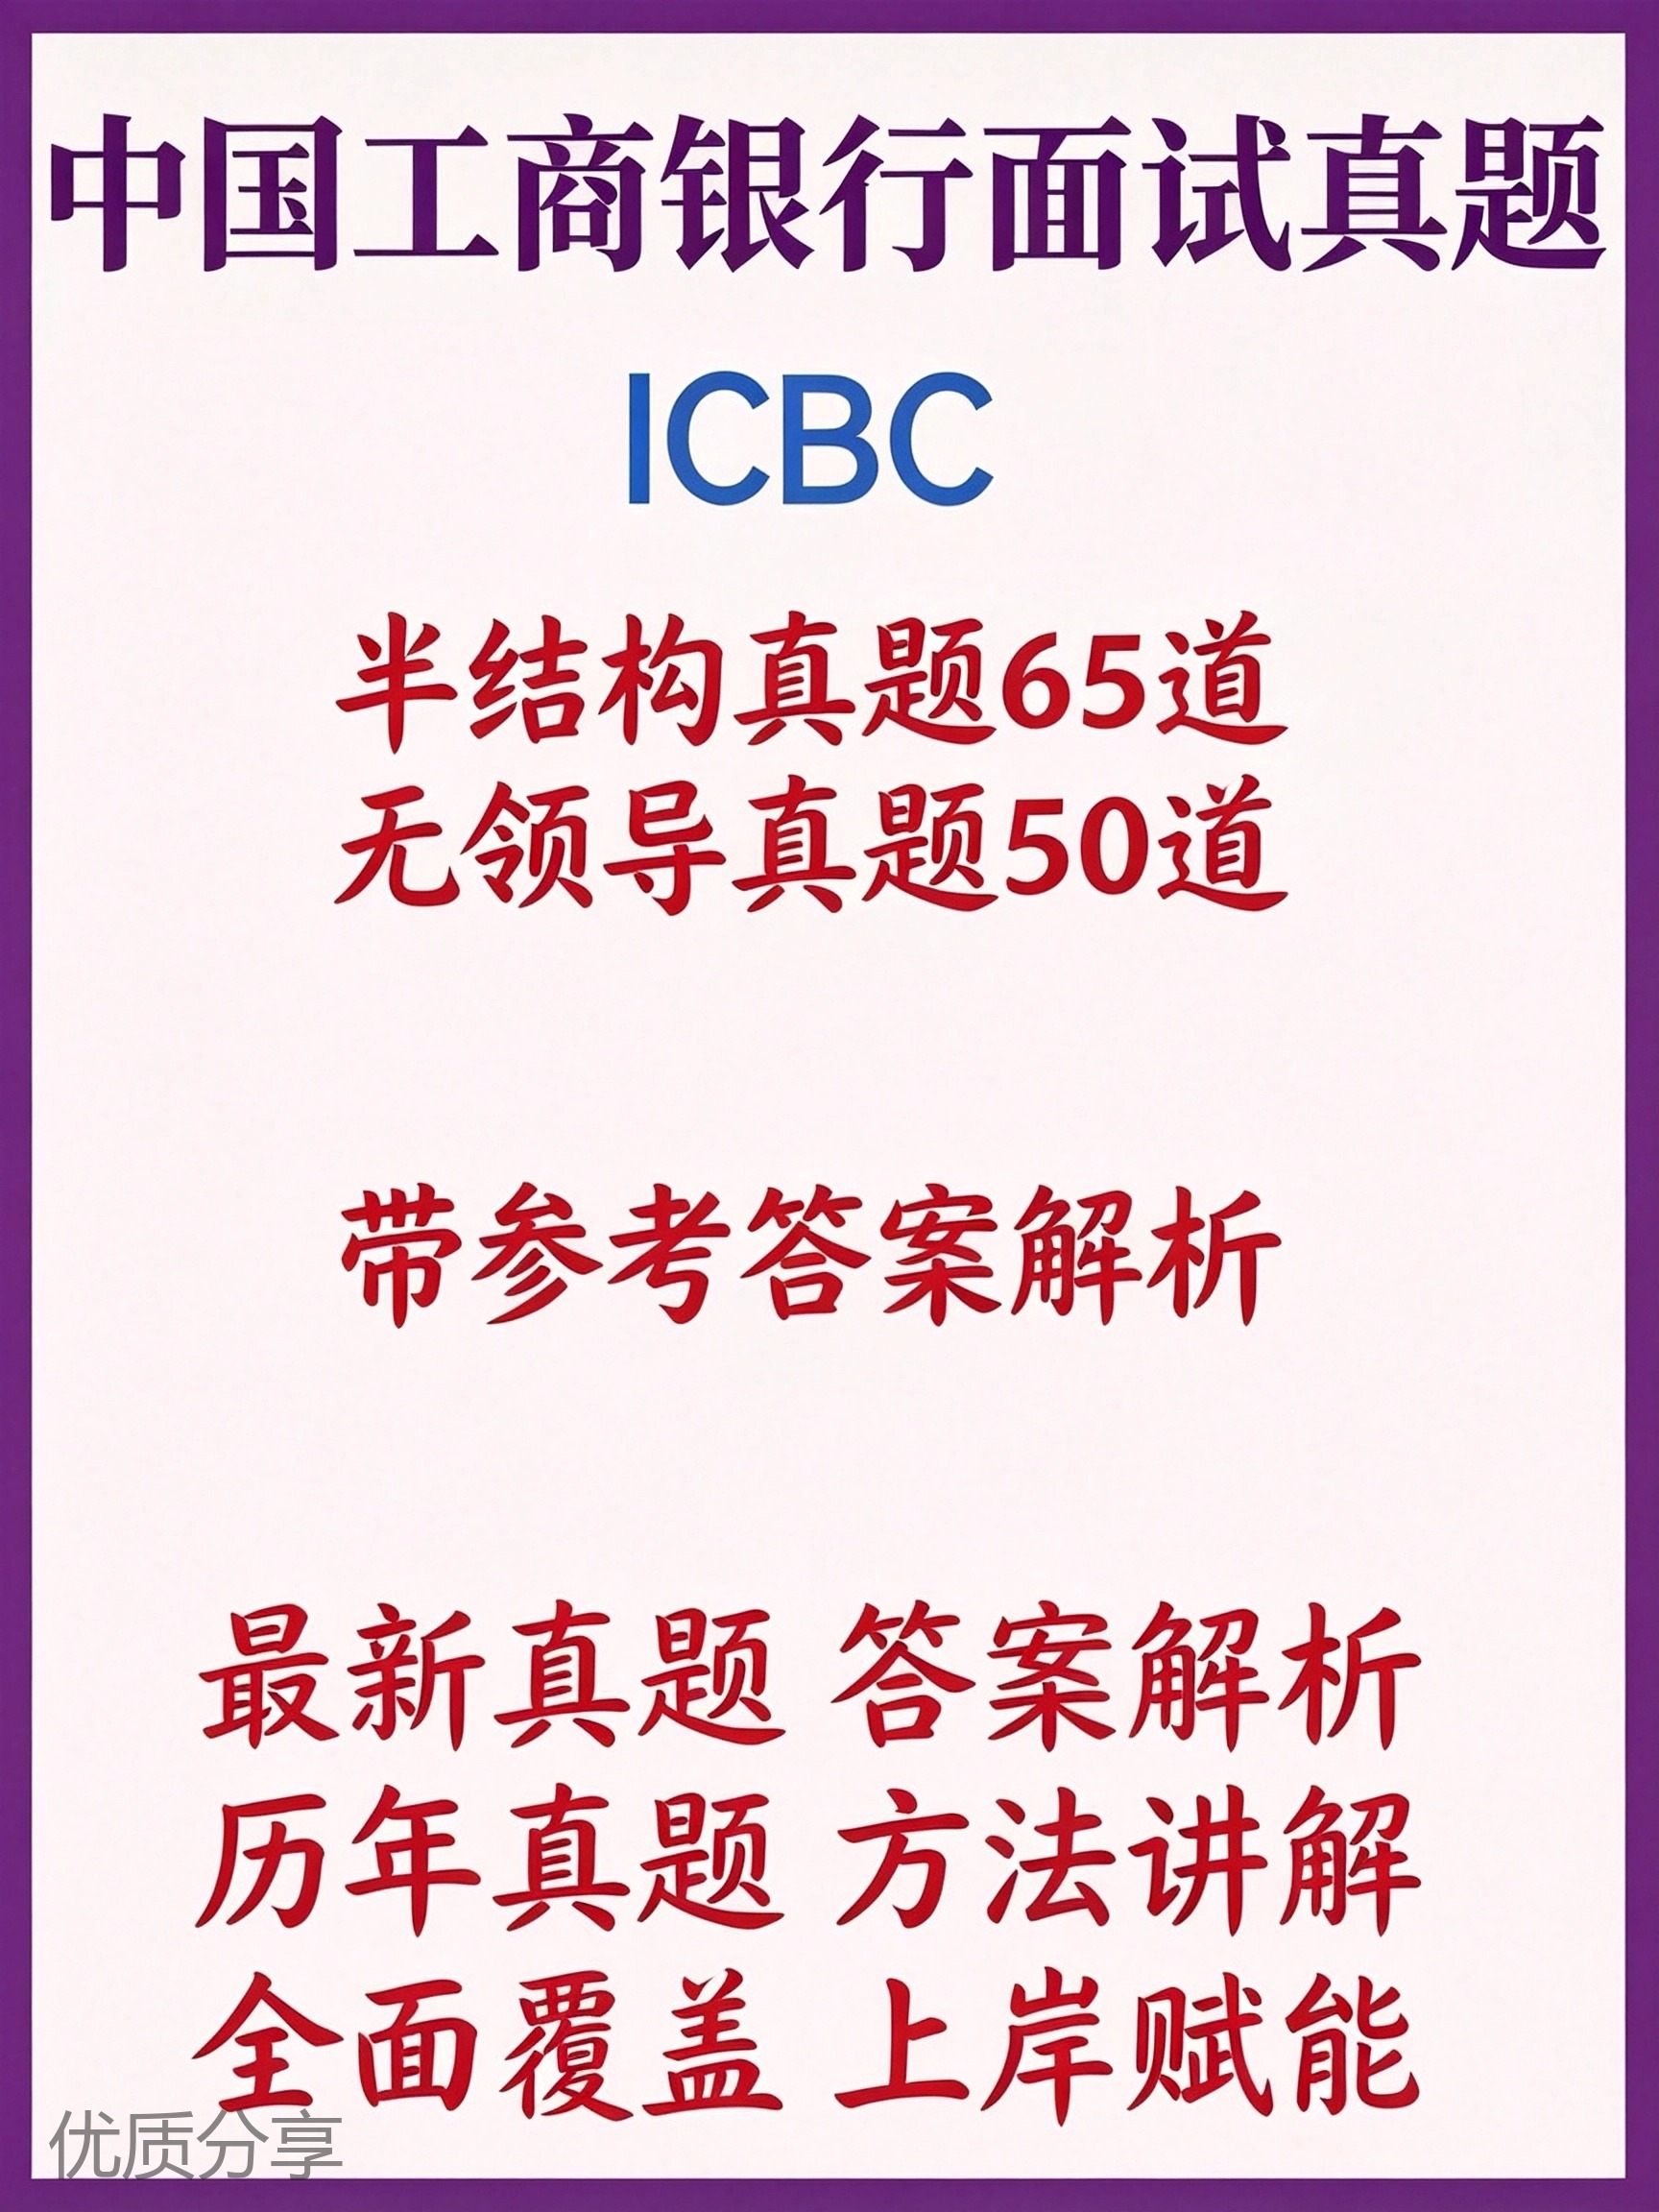 中国工商银行面试真题
ICBC
半结构真题65道
无领导真题50道
带参考答案解析
最新真题 答案解析
历年真题 方法讲解
全面覆盖 上岸赋能
优质分享